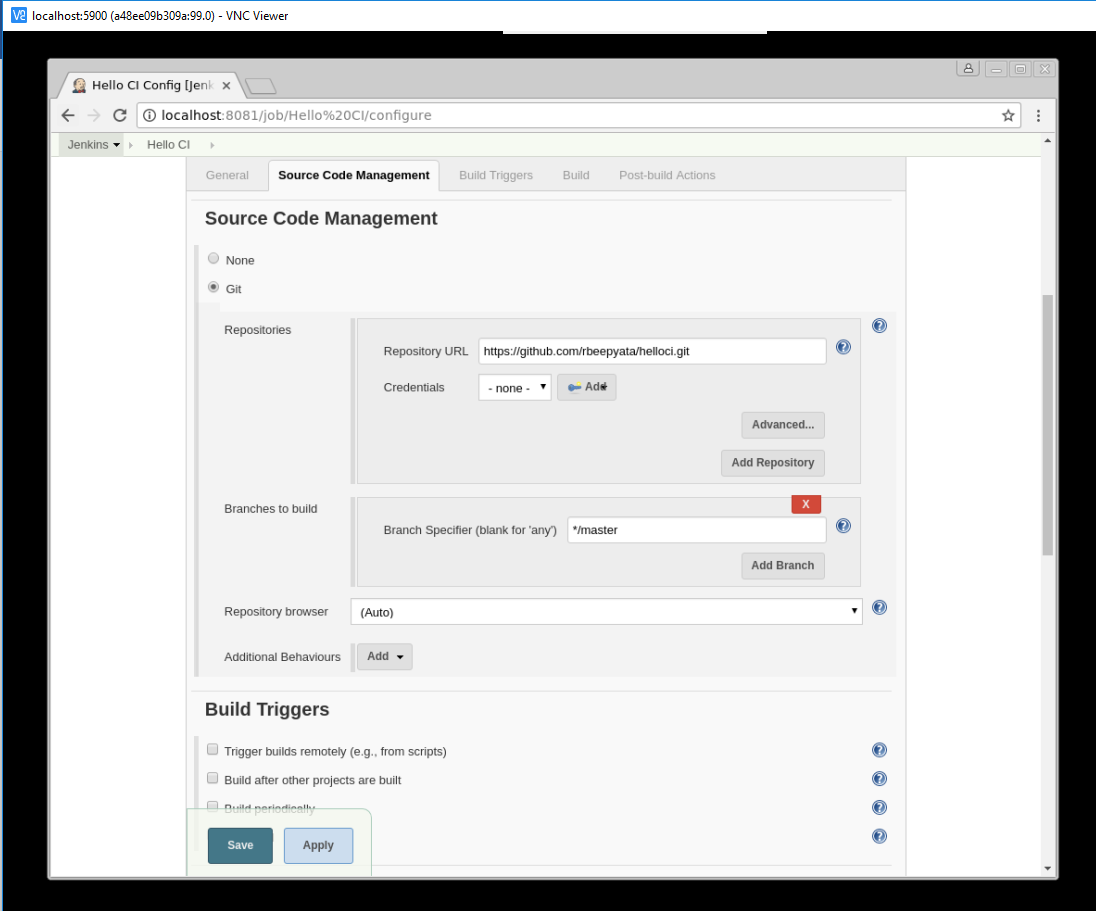 V2 localhost:5900 (a48ee09b309a:99.0) - VNC Viewer
Hello CI Config [Jenk
localhost:8081/job/Hello%20CI/configure
Jenkins Hello CI
General Source Code Management Build Triggers Build Post-build Actions
Source Code Management
None
Git
Repositories
Repository URL https://github.com/rbeepyata/helloci.git
Credentials - none - Add
Advanced...
Add Repository
Branches to build
X
Branch Specifier (blank for 'any') */master
Add Branch
Repository browser (Auto)
Additional Behaviours Add
Build Triggers
Trigger builds remotely (e.g., from scripts)
Build after other projects are built
Build periodically
Save Apply